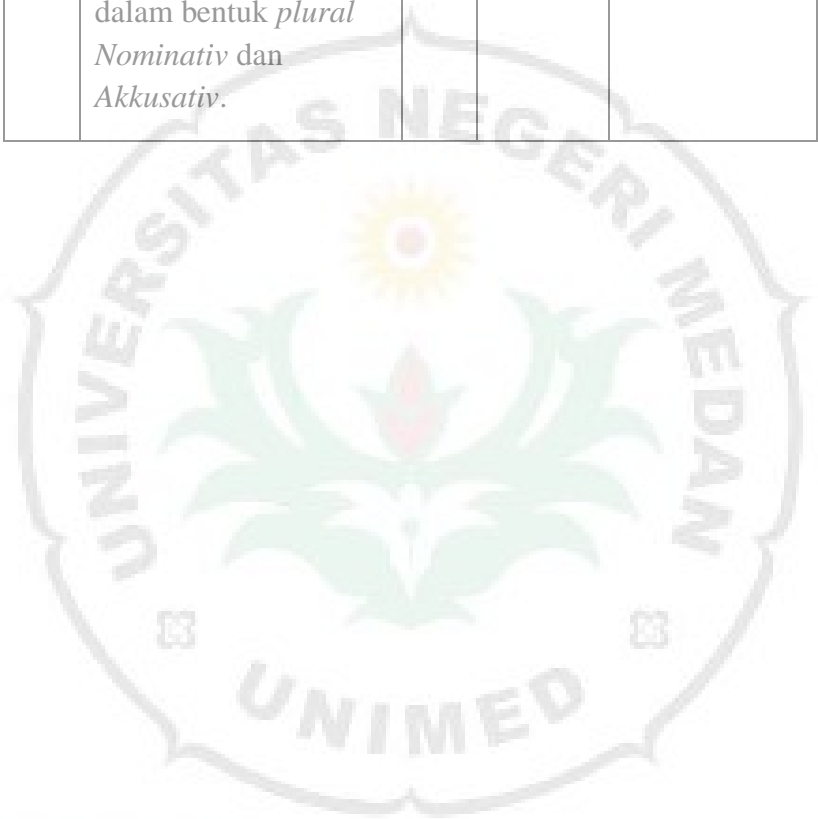 dalam bentuk plural
Nominativ dan
Akkusativ.
UNIVERSITAS NEGERI MEDAN
UNIMED